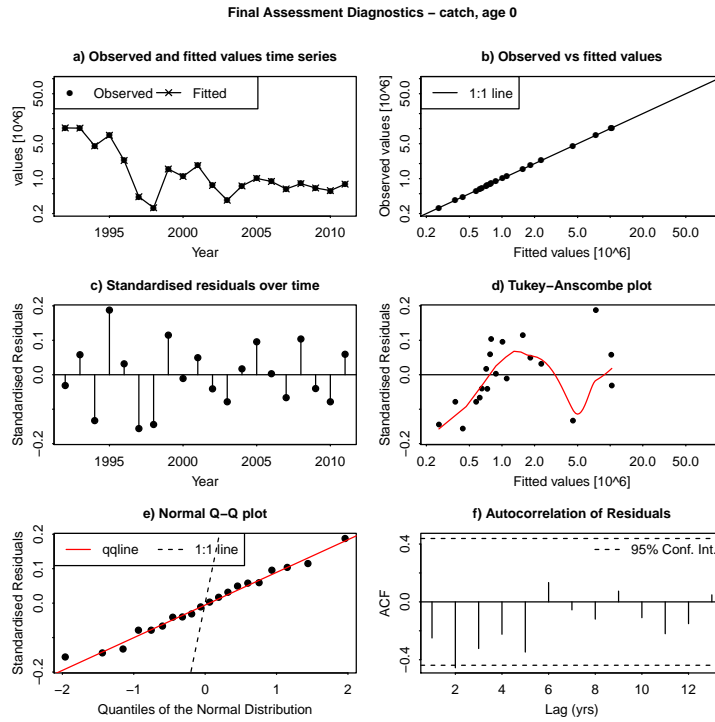 Final Assessment Diagnostics − catch, age 0
a) Observed and fitted values time series
values [10^6]
50.0
5.0
1.0
0.2
Observed
Fitted
1995
2000
2005
2010
Year
b) Observed vs fitted values
Observed values [10^6]
50.0
5.0
1.0
0.2
1:1 line
0.2
0.5
1.0
2.0
5.0
20.0
50.0
Fitted values [10^6]
c) Standardised residuals over time
Standardised Residuals
0.2
0.1
0.0
−0.2
1995
2000
2005
2010
Year
d) Tukey−Anscombe plot
Standardised Residuals
0.2
0.1
0.0
−0.2
0.2
0.5
1.0
2.0
5.0
20.0
50.0
Fitted values [10^6]
e) Normal Q−Q plot
Standardised Residuals
0.2
0.1
0.0
−0.2
qqline
1:1 line
−2
−1
0
1
2
Quantiles of the Normal Distribution
f) Autocorrelation of Residuals
ACF
0.4
0.0
−0.4
95% Conf. Int.
2
4
6
8
10
12
Lag (yrs)